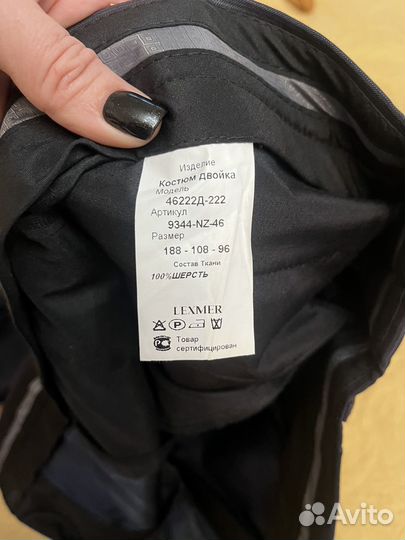 Изделие
Костюм Двойка
Модель
46222Д-222
Артикул
9344-NZ-46
Размер
188 - 108 - 96
Состав Ткани
100%ШЕРСТЬ
LEXMER
Товар
сертифицирован
Avito